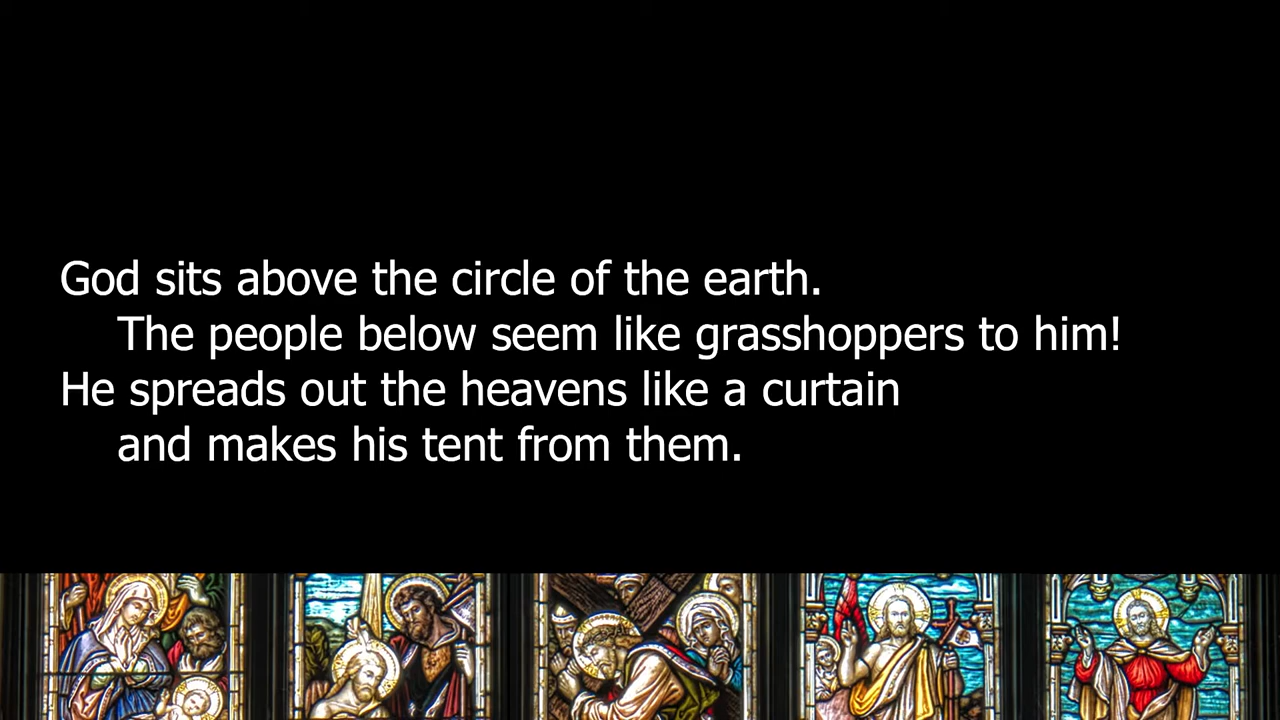 God sits above the circle of the earth.
The people below seem like grasshoppers to him!
He spreads out the heavens like a curtain
and makes his tent from them.